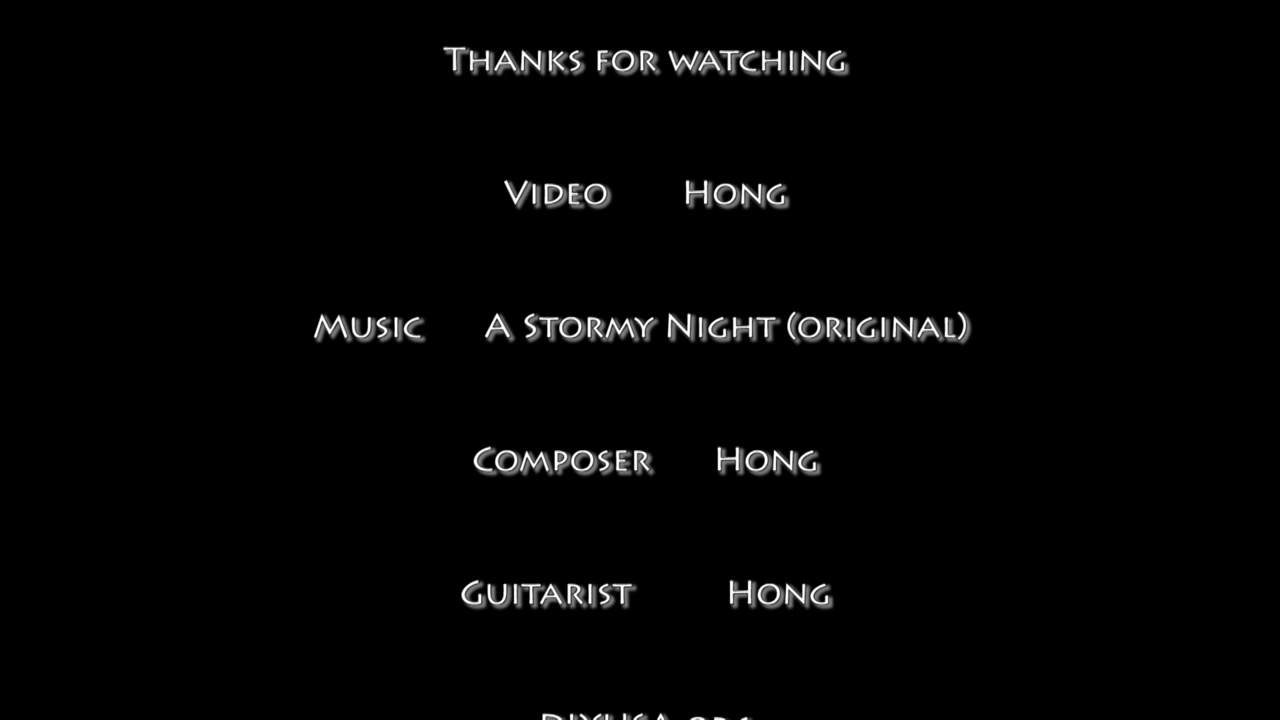 Thanks for watching
Video Hong
Music A Stormy Night (original)
Composer Hong
Guitarist Hong